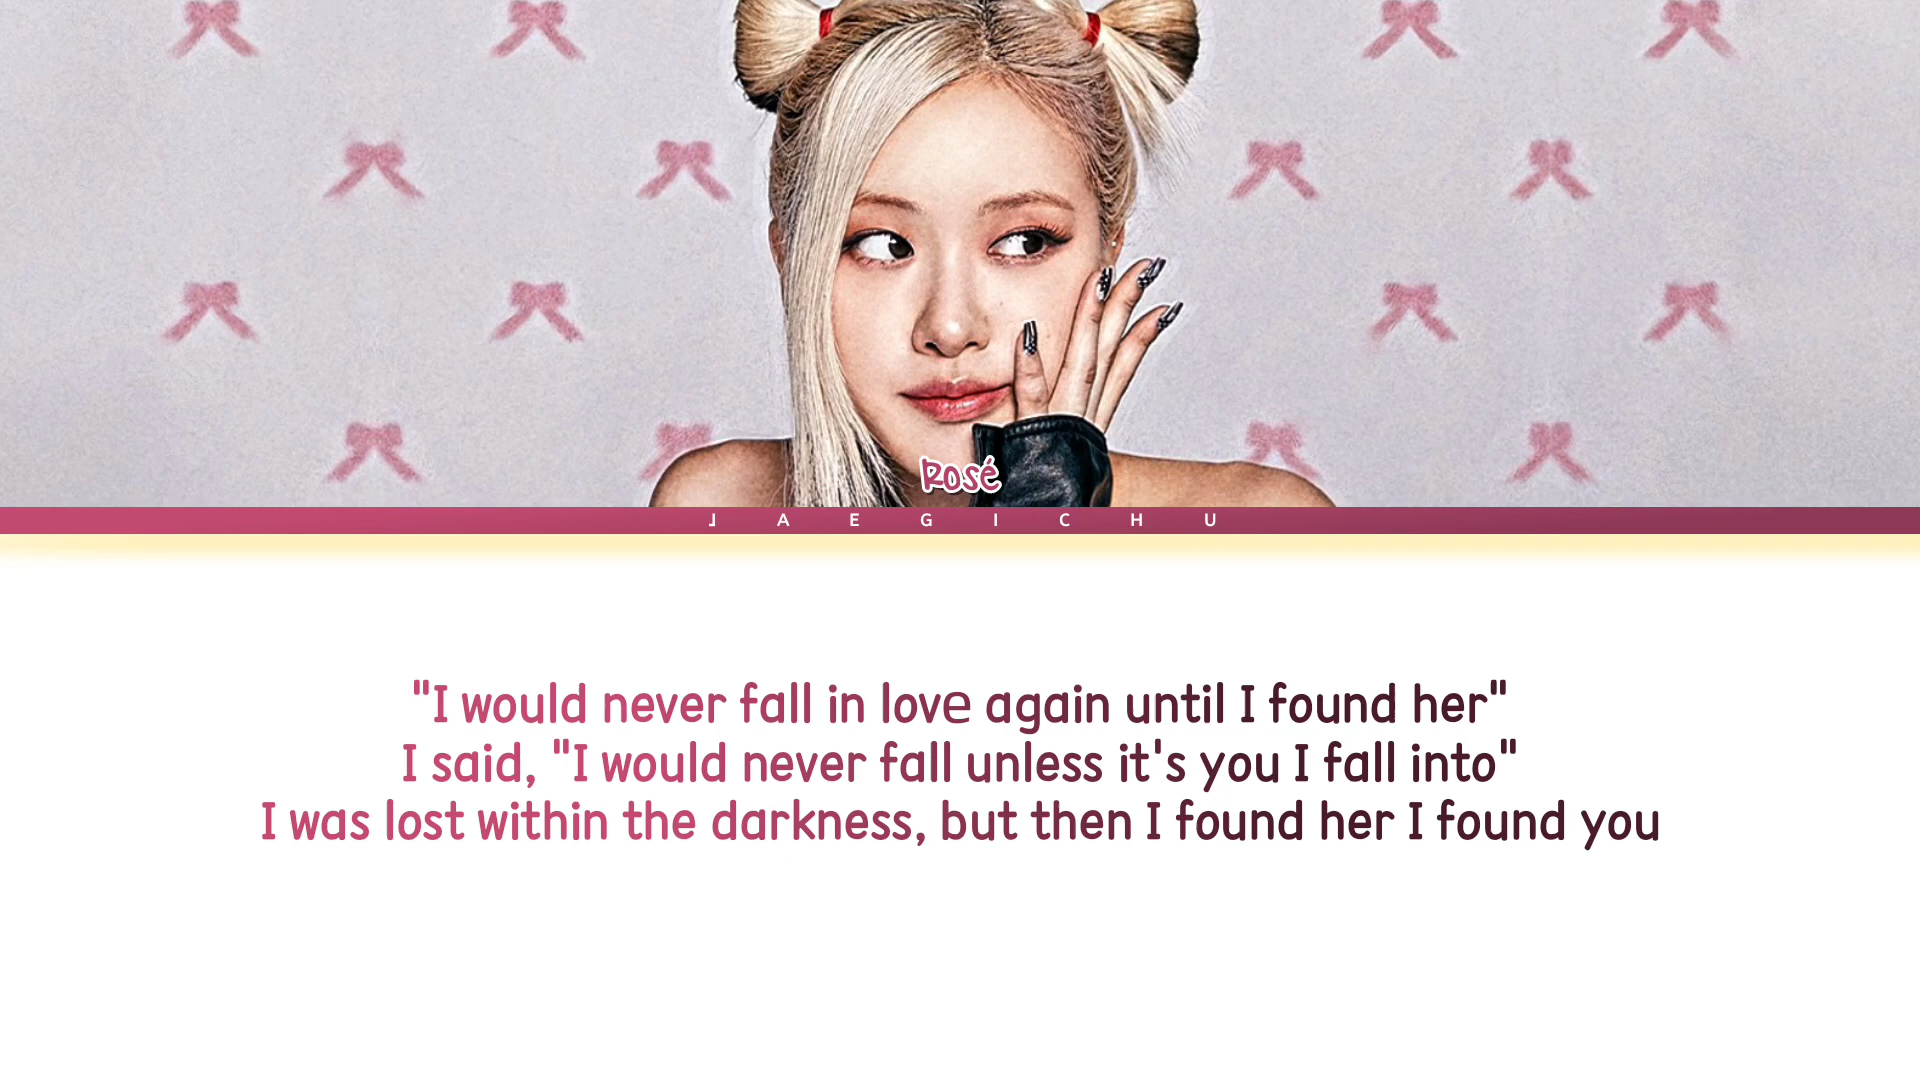 Rosé
JAEGICHU
"I would never fall in love again until I found her"
I said, "I would never fall unless it's you I fall into"
I was lost within the darkness, but then I found her I found you